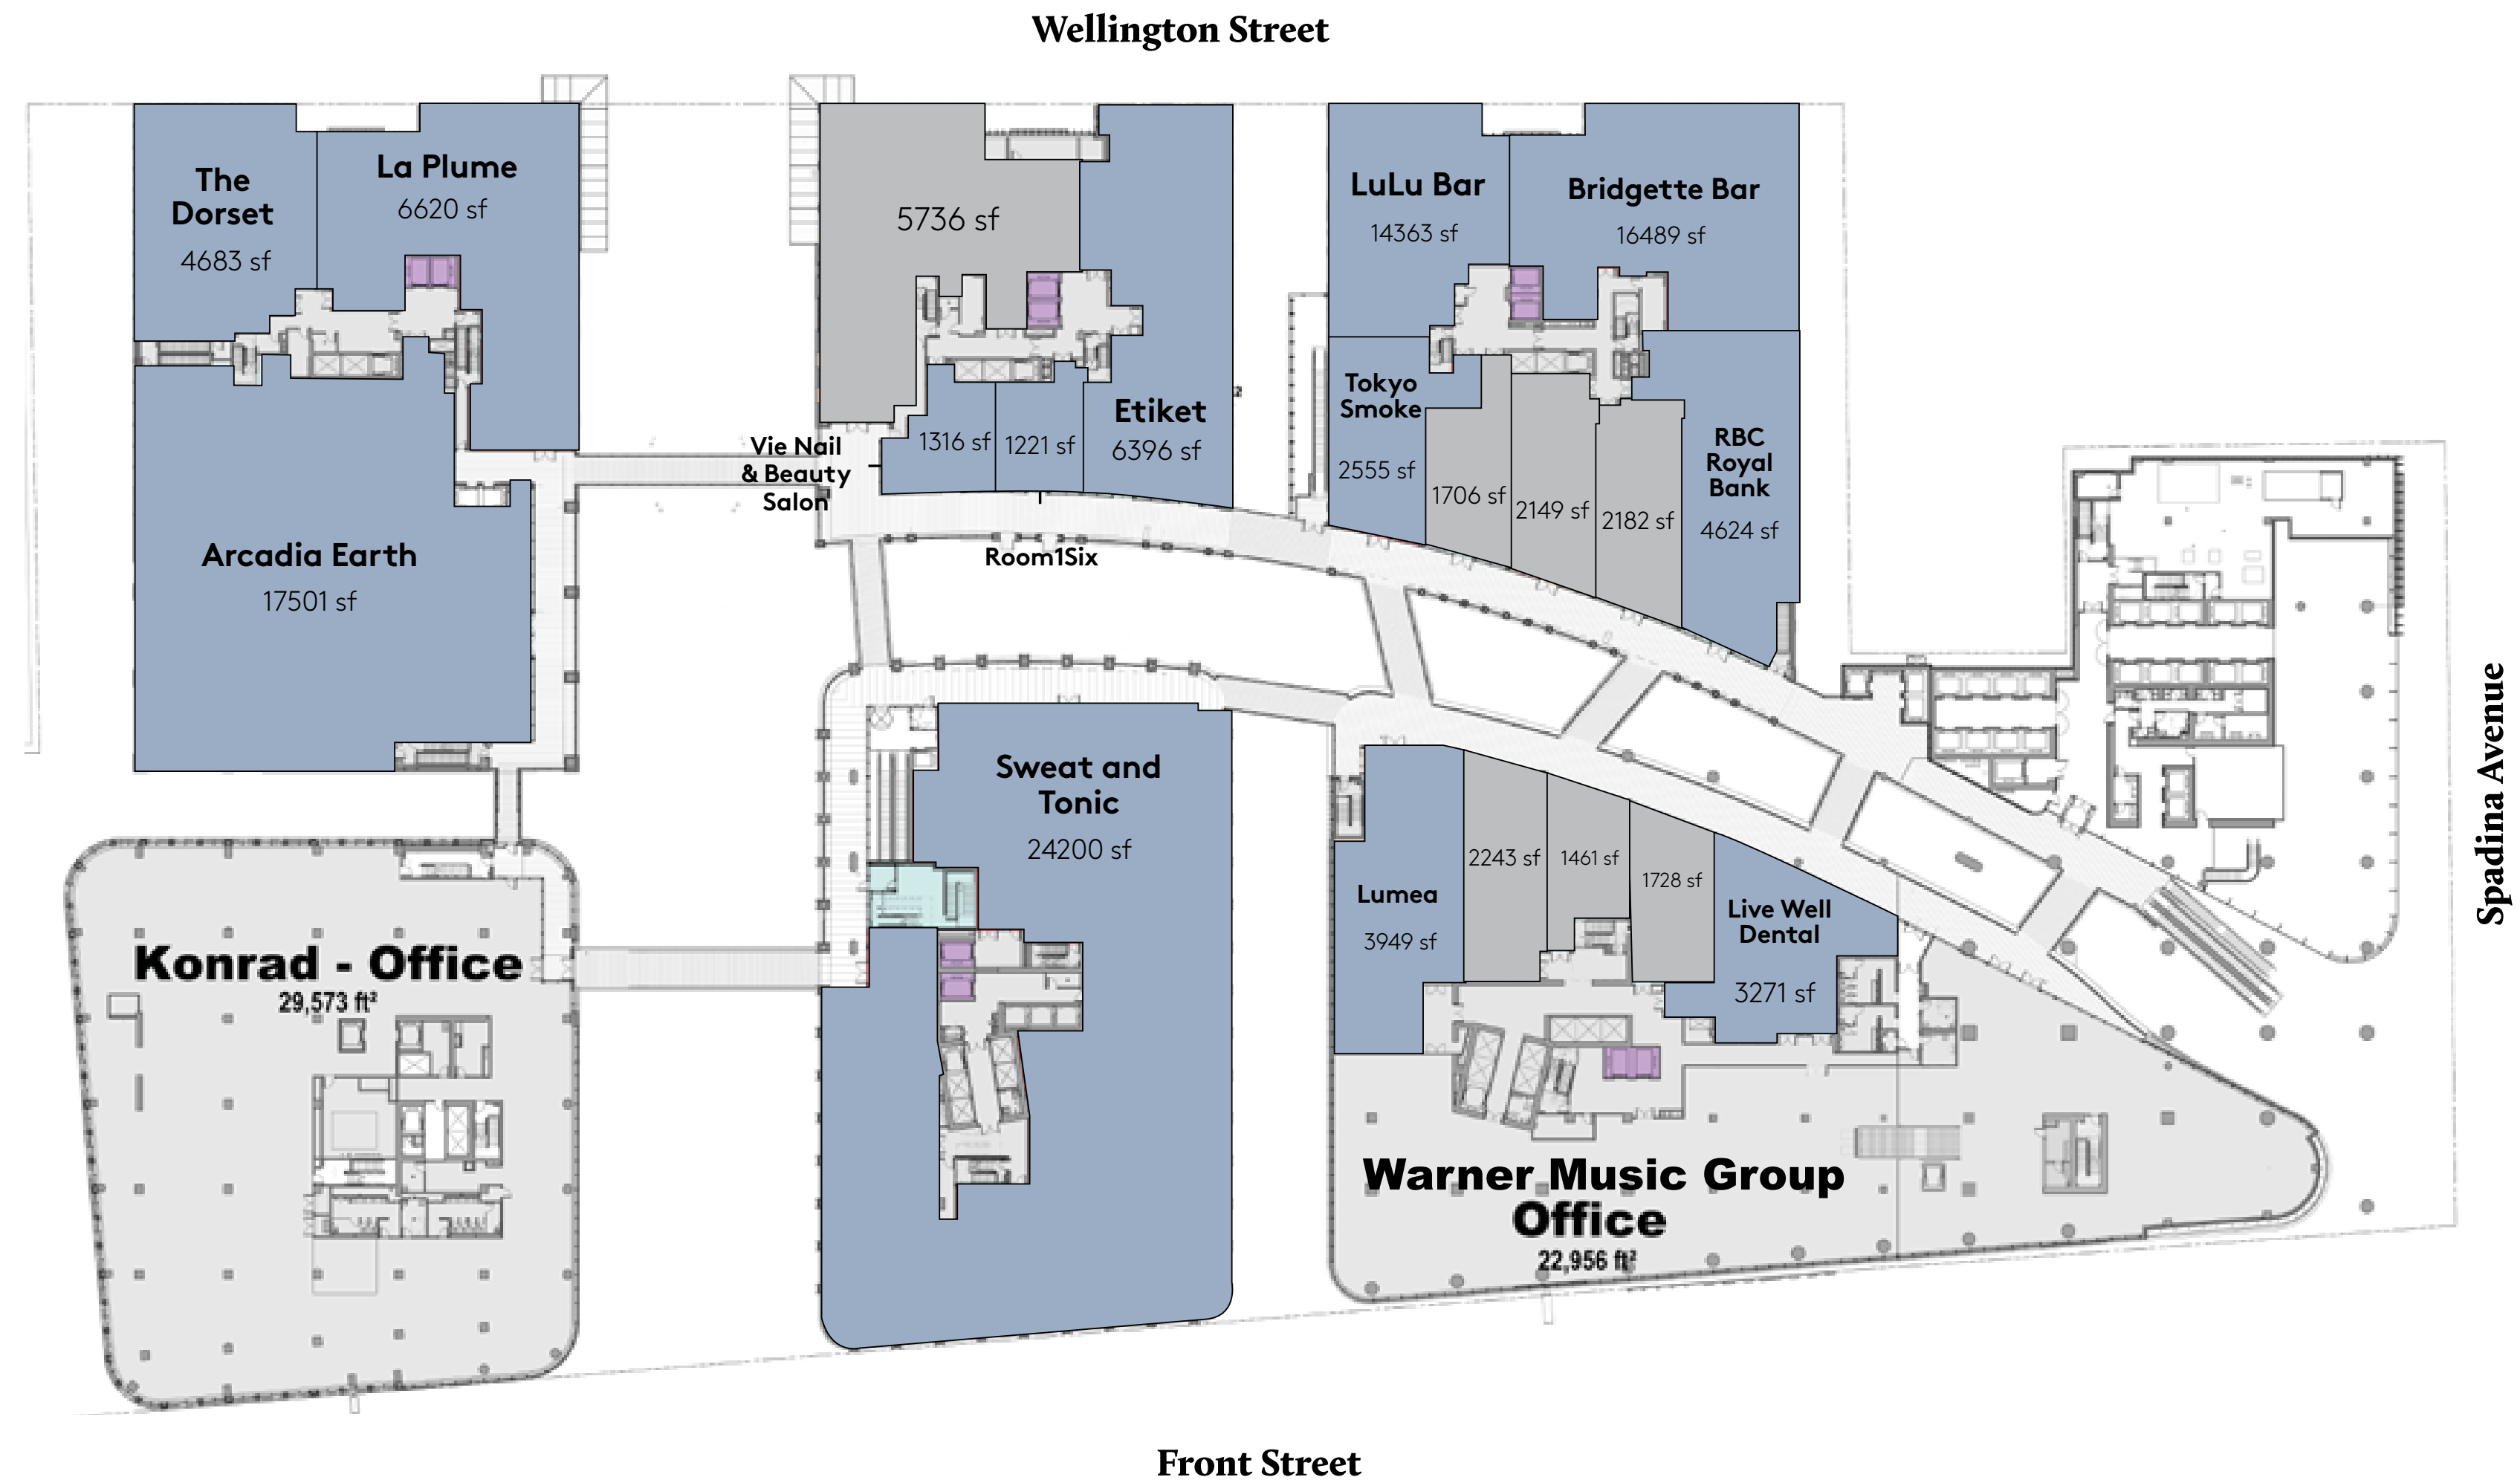 Wellington Street
The
Dorset
4683 sf
La Plume
6620 sf
5736 sf
LuLu Bar
14363 sf
Bridgette Bar
16489 sf
Tokyo
Smoke
2555 sf
Etiket
6396 sf
1316 sf
1221 sf
Vie Nail
& Beauty
Salon
Room1Six
1706 sf
2149 sf
2182 sf
RBC
Royal
Bank
4624 sf
Arcadia Earth
17501 sf
Sweat and
Tonic
24200 sf
Lumea
3949 sf
2243 sf
1461 sf
1728 sf
Live Well
Dental
3271 sf
Spadina Avenue
Konrad - Office
29,573 ft²
Warner Music Group
Office
22,956 ft²
Front Street